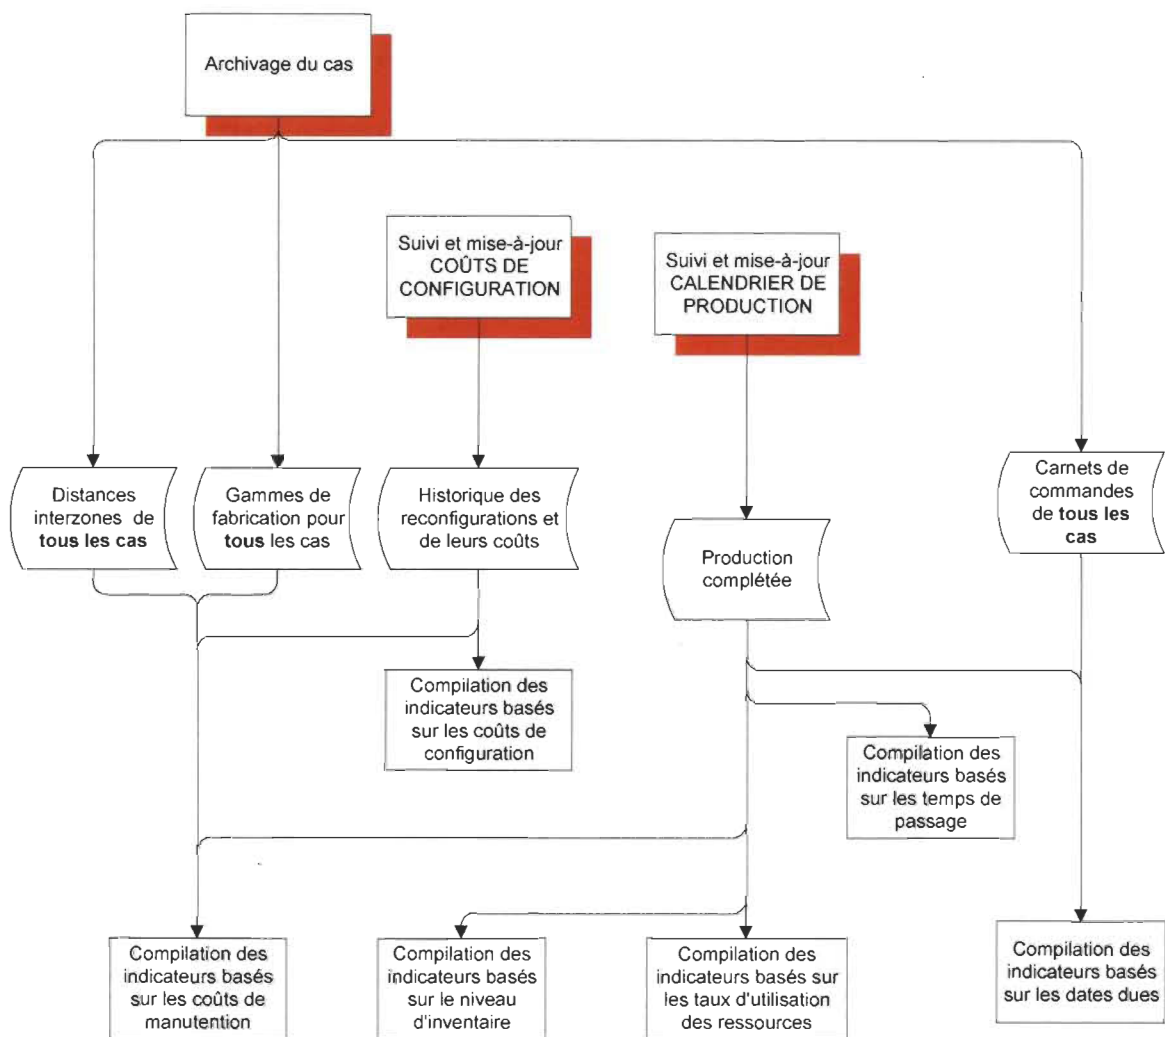 Archivage du cas
Suivi et mise-à-jour
COÛTS DE
CONFIGURATION
Suivi et mise-à-jour
CALENDRIER DE
PRODUCTION
Distances
interzones de
tous les cas
Gammes de
fabrication pour
tous les cas
Historique des
reconfigurations et
de leurs coûts
Production
complétée
Carnets de
commandes
de tous les
cas
Compilation des
indicateurs basés
sur les coûts de
configuration
Compilation des
indicateurs basés
sur les temps de
passage
Compilation des
indicateurs basés
sur les coûts de
manutention
Compilation des
indicateurs basés
sur le niveau
d'inventaire
Compilation des
indicateurs basés sur
les taux d'utilisation
des ressources
Compilation des
indicateurs basés
sur les dates dues